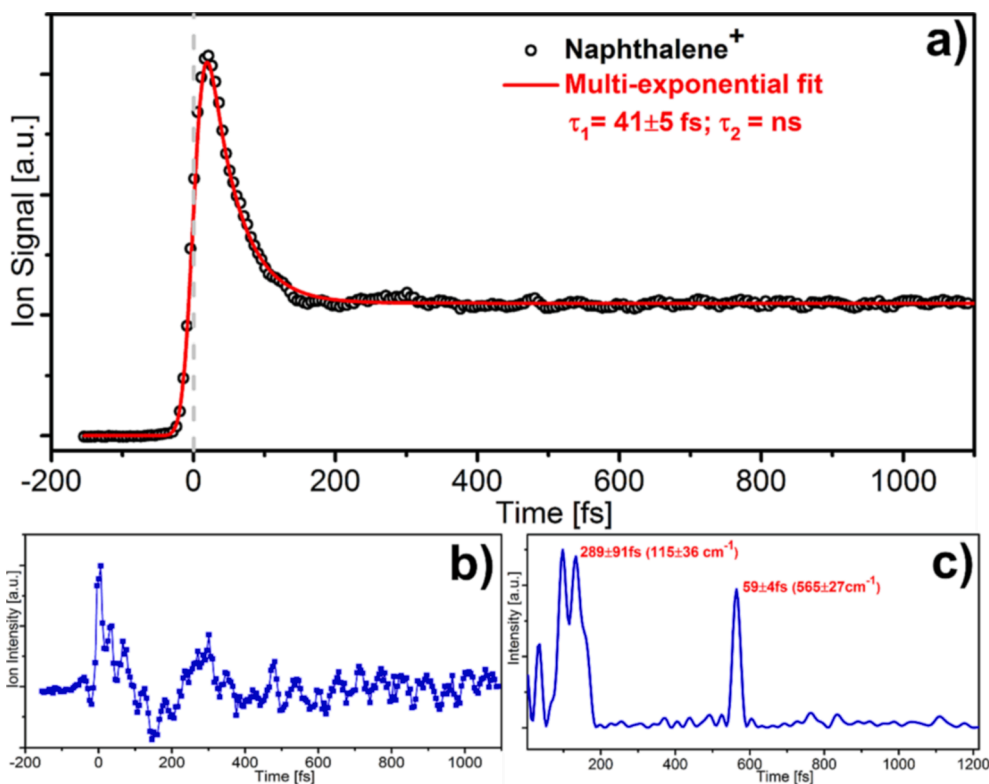 a)
Naphthalene+
Multi-exponential fit
τ1= 41±5 fs; τ2 = ns
Ion Signal [a.u.]
-200 0 200 400 600 800 1000
Time [fs]
b)
Ion Intensity [a.u.]
-200 0 200 400 600 800 1000
Time [fs]
c)
289±91fs (115±36 cm-1)
59±4fs (565±27cm-1)
Intensity [a.u.]
200 400 600 800 1000 1200
Time [fs]